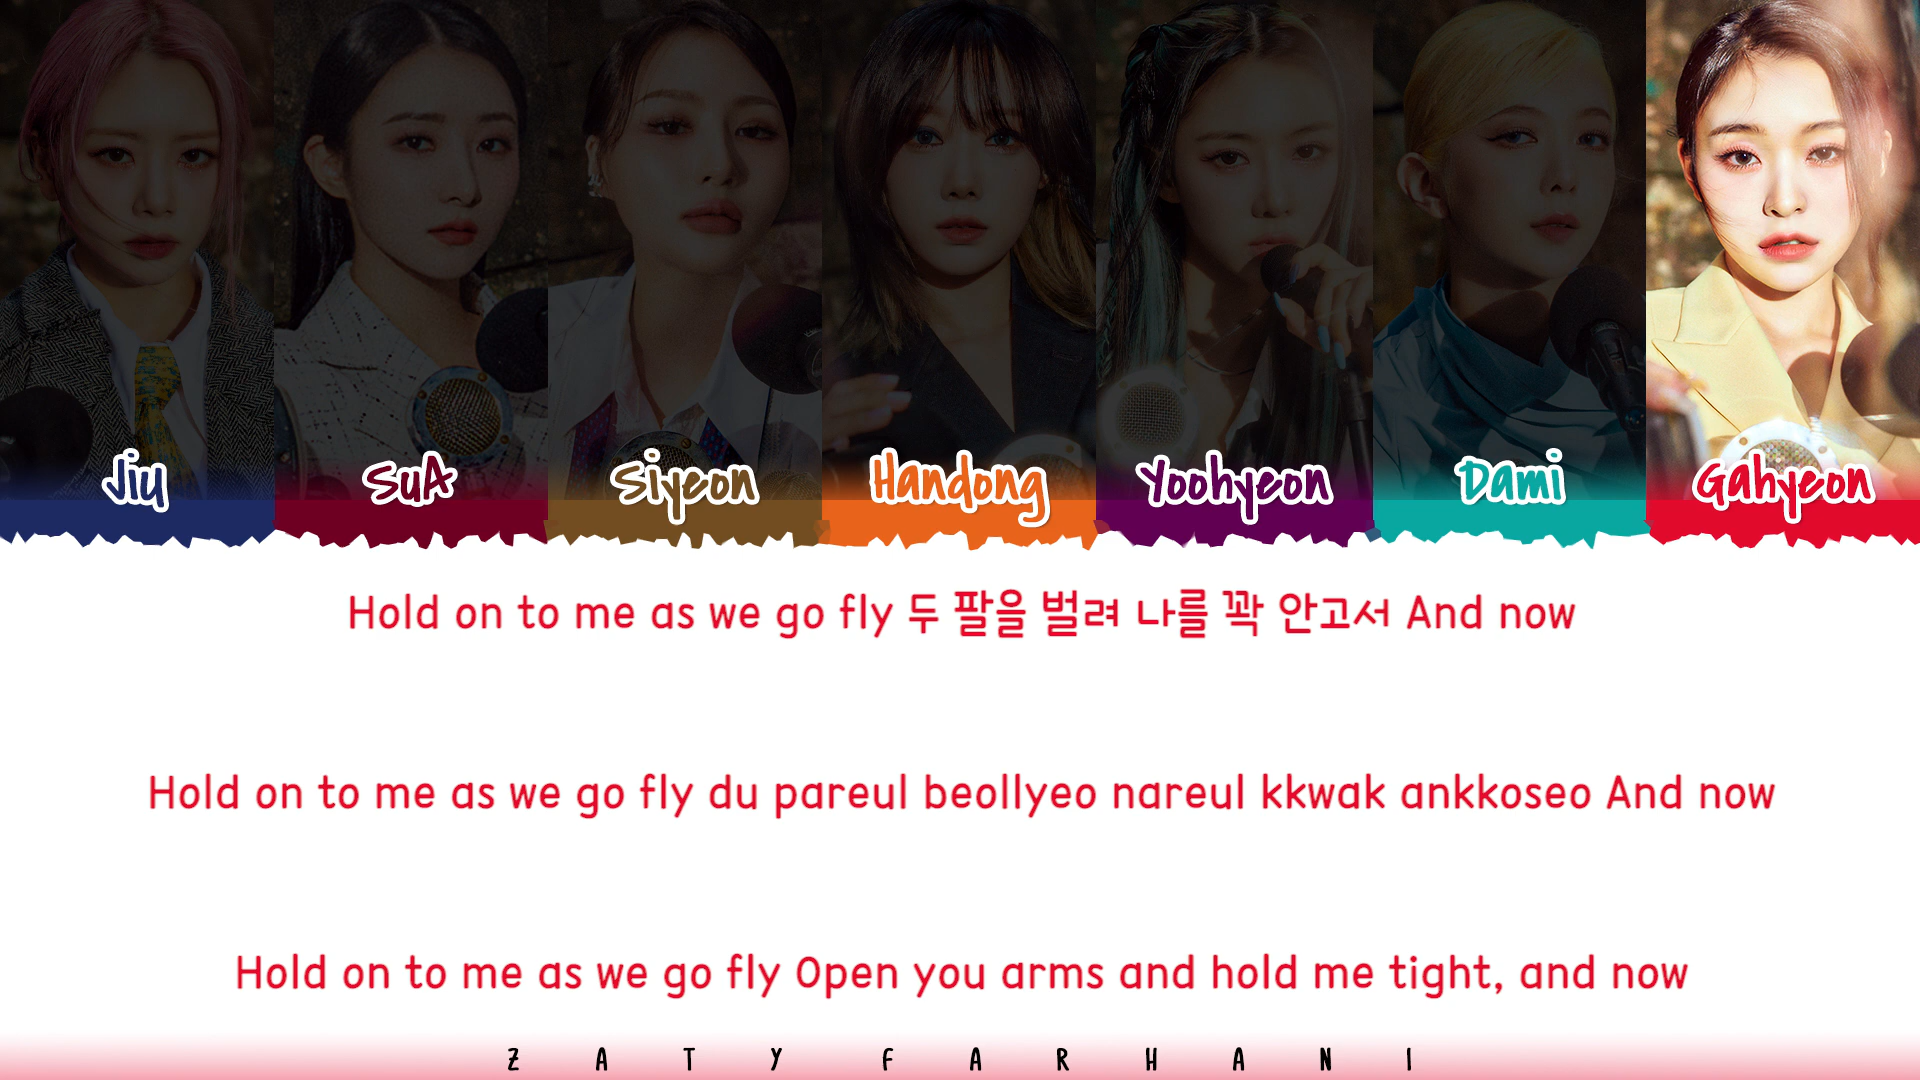 Jiu SuA Siyeon Handong Yoohyeon Dami Gahyeon
Hold on to me as we go fly 두 팔을 벌려 나를 꽉 안고서 And now
Hold on to me as we go fly du pareul beollyeo nareul kkwak ankkoseo And now
Hold on to me as we go fly Open you arms and hold me tight, and now
ZATY FARHANI